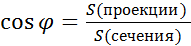 cos φ = S(проекции) / S(сечения)